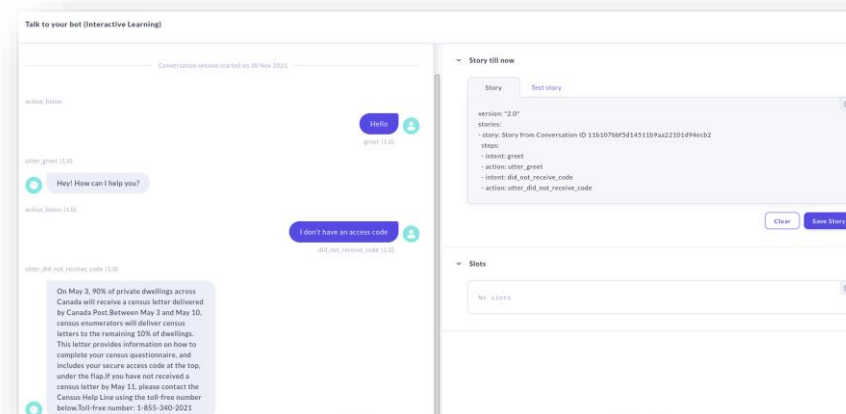 Talk to your bot (Interactive Learning)
Conversation session started on 30 Nov 2021
action_listen
Hello
greet (1.0)
utter_greet (1.0)
Hey! How can I help you?
action_listen (1.0)
I don't have an access code
did_not_receive_code (1.0)
utter_did_not_receive_code (1.0)
On May 3, 90% of private dwellings across
Canada will receive a census letter delivered
by Canada Post.Between May 3 and May 10,
census enumerators will deliver census
letters to the remaining 10% of dwellings.
This letter provides information on how to
complete your census questionnaire, and
includes your secure access code at the top,
under the flap.If you have not received a
census letter by May 11, please contact the
Census Help Line using the toll-free number
below.Toll-free number: 1-855-340-2021
Story till now
Story Test story
version: "2.0"
stories:
- story: Story from Conversation ID
steps:
- intent: greet
- action: utter_greet
- intent: did_not_receive_code
- action: utter_did_not_receive_code
Clear Save Story
Slots
No slots